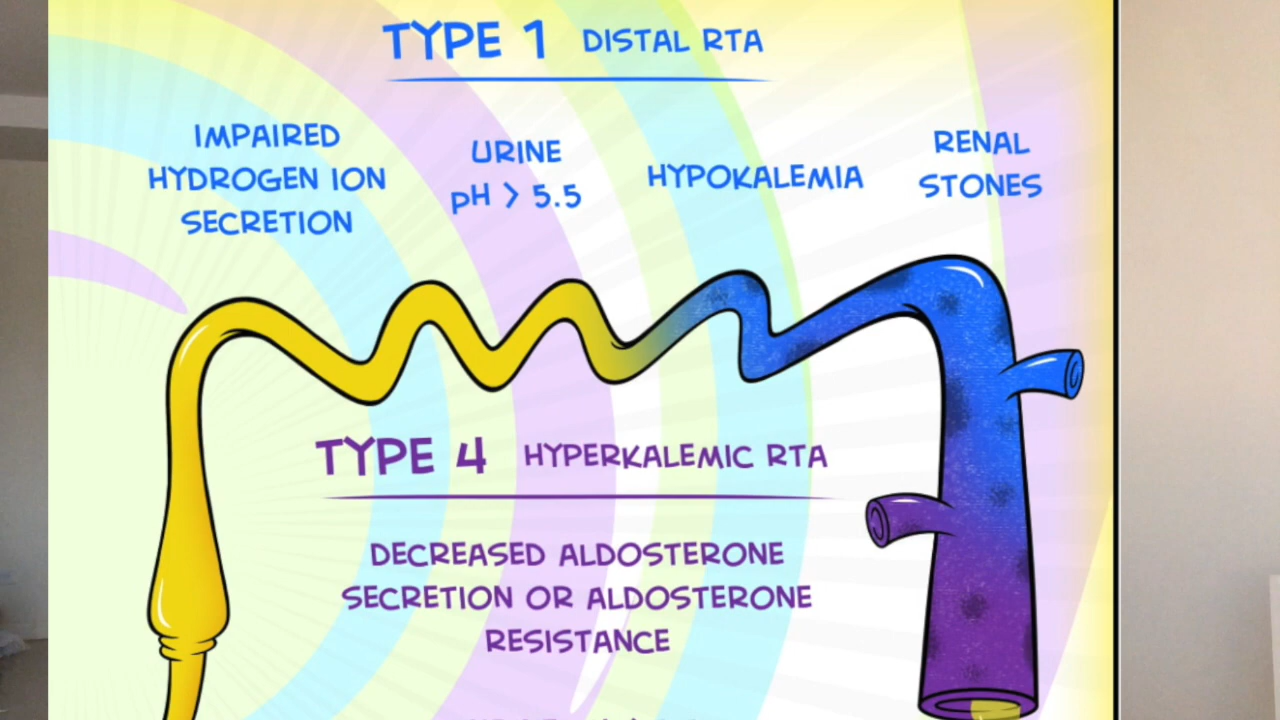 TYPE 1 DISTAL RTA
IMPAIRED
HYDROGEN ION
SECRETION
URINE
pH > 5.5
HYPOKALEMIA
RENAL
STONES
TYPE 4 HYPERKALEMIC RTA
DECREASED ALDOSTERONE
SECRETION OR ALDOSTERONE
RESISTANCE